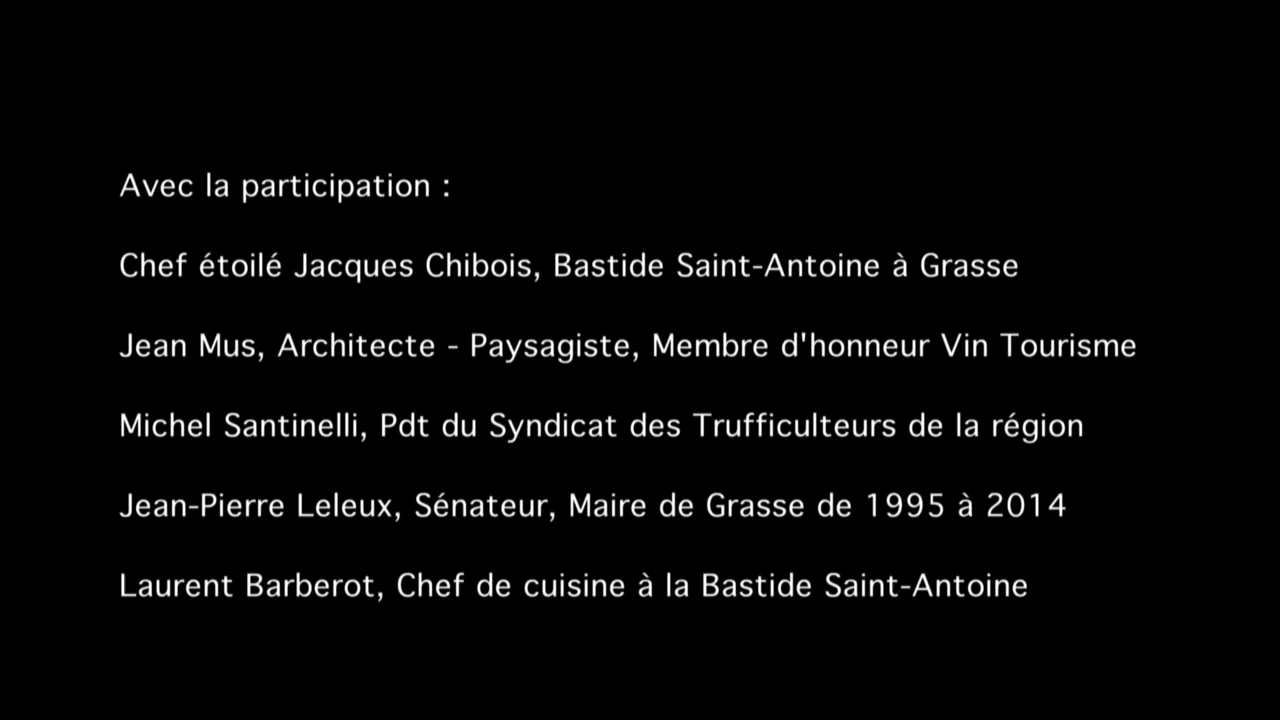 Avec la participation :
Chef étoilé Jacques Chibois, Bastide Saint-Antoine à Grasse
Jean Mus, Architecte - Paysagiste, Membre d'honneur Vin Tourisme
Michel Santinelli, Pdt du Syndicat des Trufficulteurs de la région
Jean-Pierre Leleux, Sénateur, Maire de Grasse de 1995 à 2014
Laurent Barberot, Chef de cuisine à la Bastide Saint-Antoine